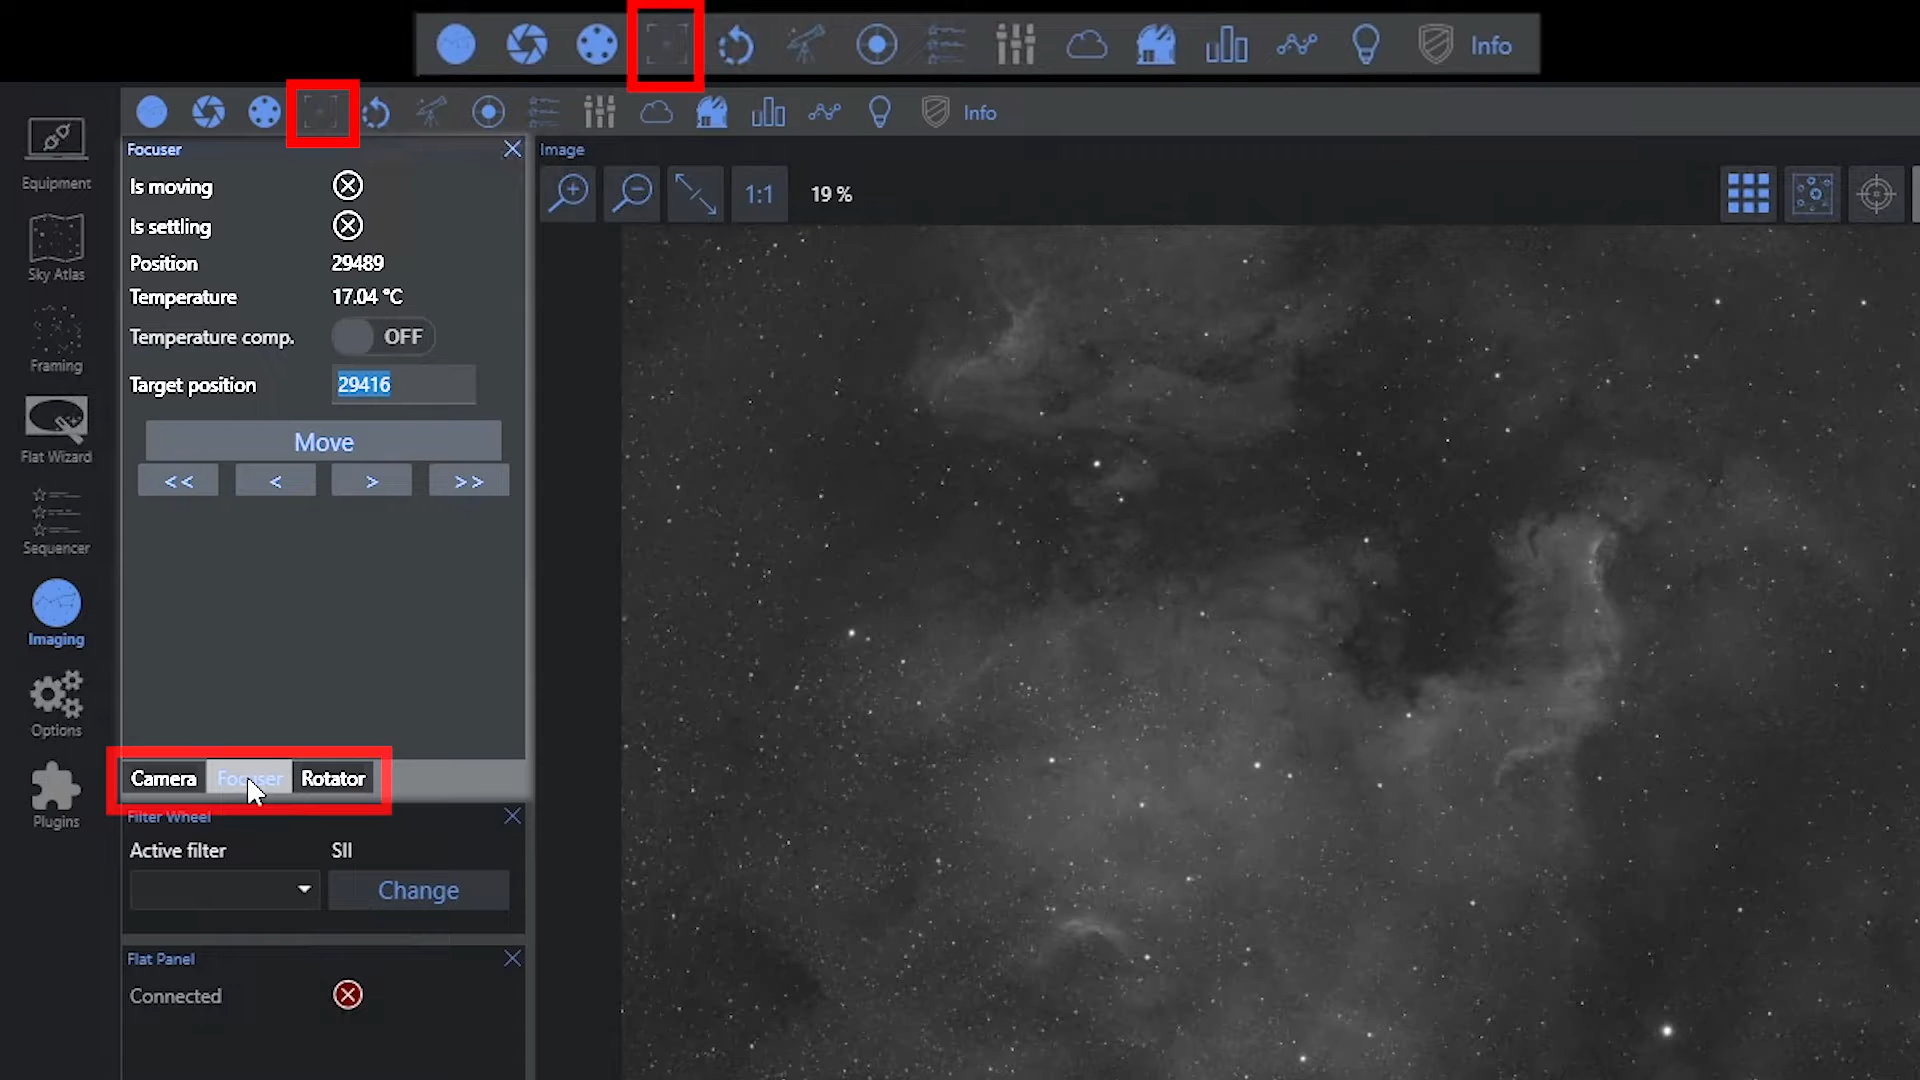 Info
Info
Equipment
Sky Atlas
Framing
Flat Wizard
Sequencer
Imaging
Options
Plugins
Focuser
Is moving
Is settling
Position 29489
Temperature 17.04 °C
Temperature comp. OFF
Target position 29416
Move
<< < > >>
Camera Focuser Rotator
Filter Wheel
Active filter SII
Change
Flat Panel
Connected
Image
1:1 19 %